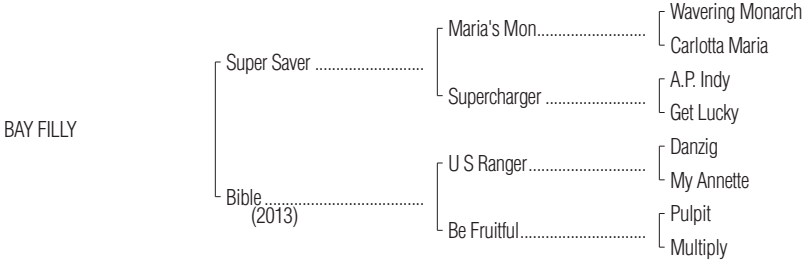 Wavering Monarch
Maria's Mon..........................
Carlotta Maria
Super Saver ..........................
A.P. Indy
Supercharger ........................
Get Lucky
BAY FILLY
Danzig
U S Ranger............................
My Annette
Bible......................................
(2013)
Pulpit
Be Fruitful..............................
Multiply